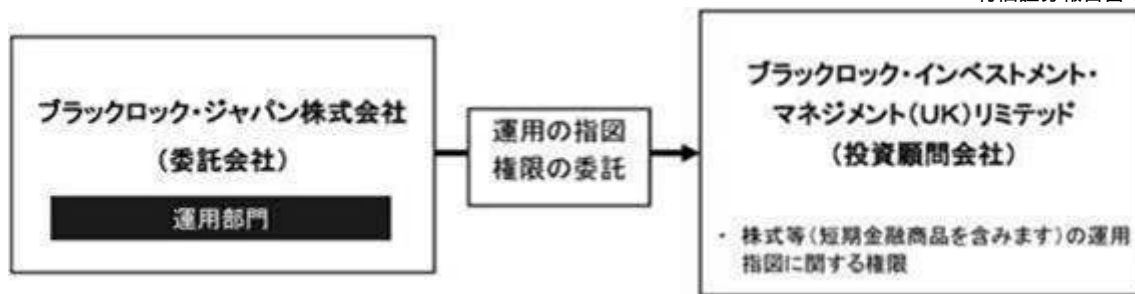 ブラックロック・ジャパン株式会社
(委託会社)
運用部門
運用の指図
権限の委託
ブラックロック・インベストメント・
マネジメント(UK)リミテッド
(投資顧問会社)
・ 株式等(短期金融商品を含みます)の運用
指図に関する権限